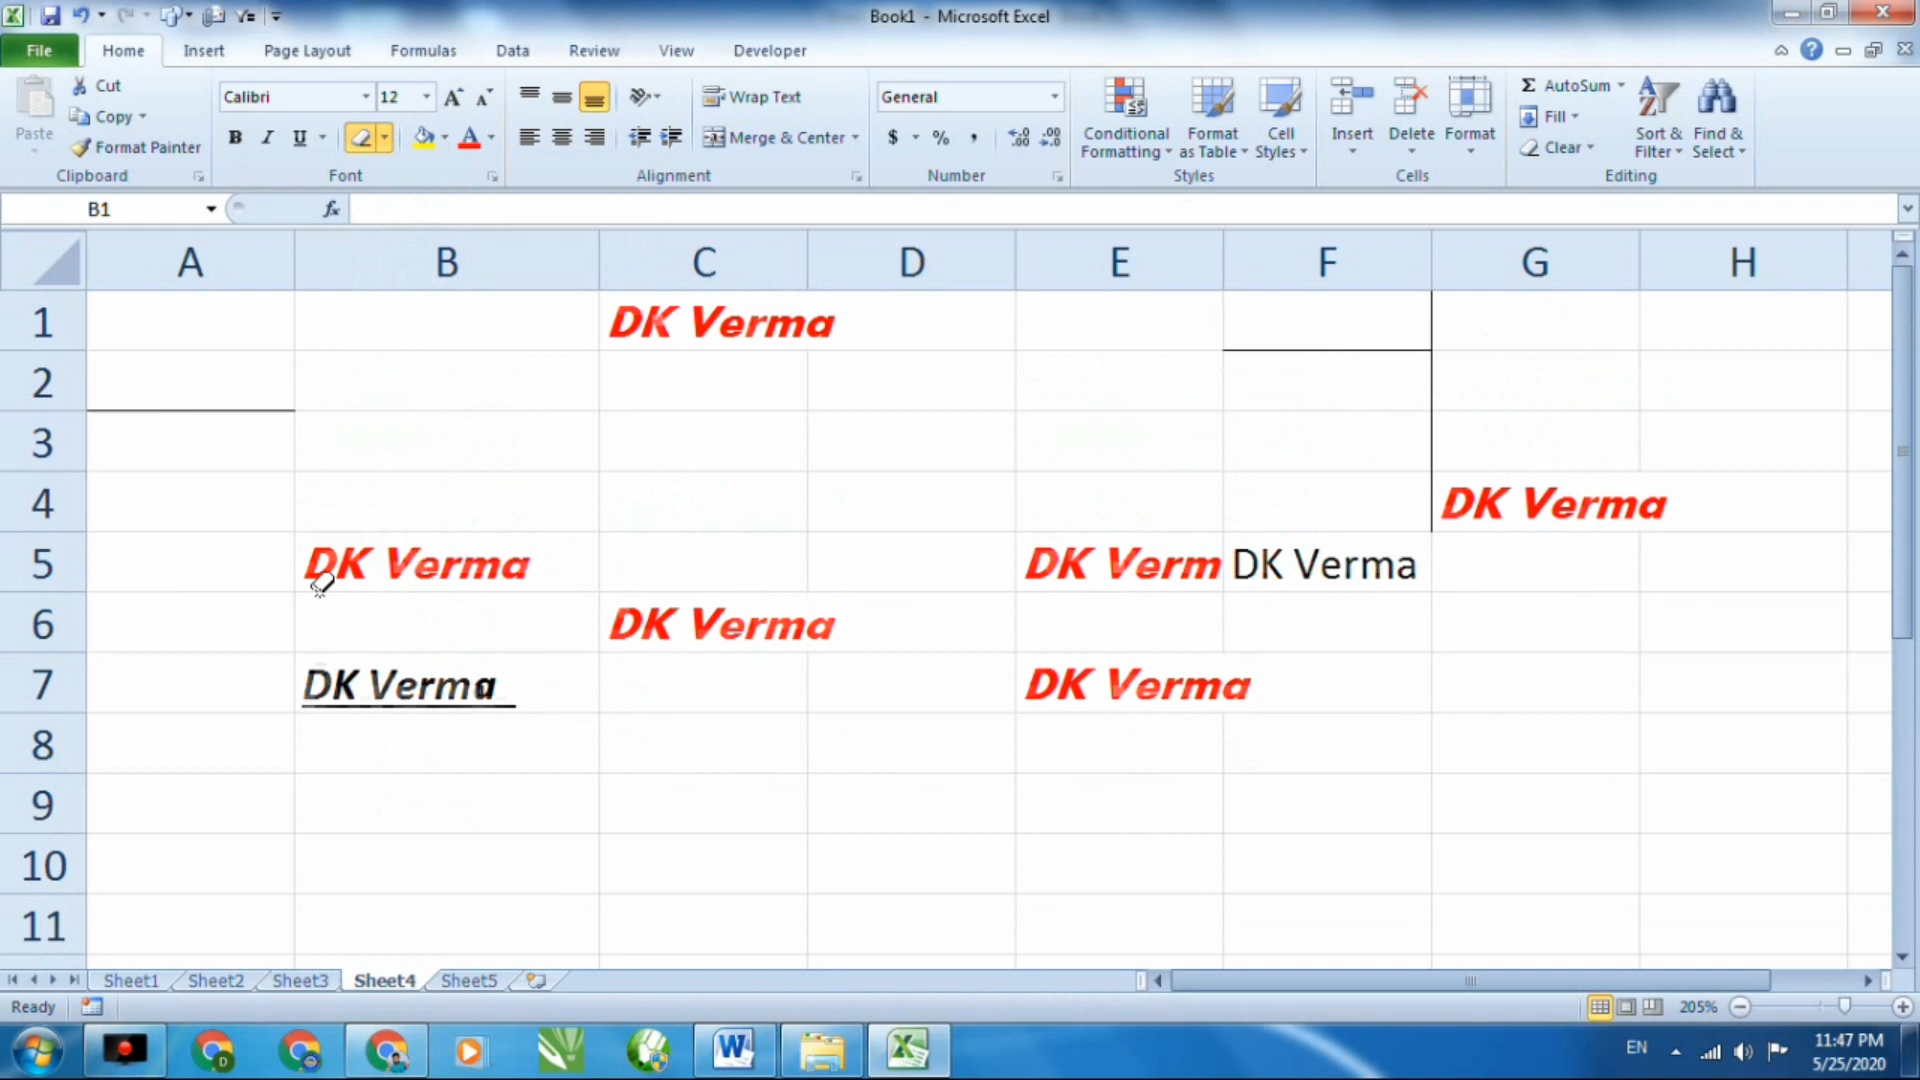 Book1 - Microsoft Excel
File Home Insert Page Layout Formulas Data Review View Developer
Paste
Cut
Copy
Format Painter
Clipboard
Calibri 12
B I U A
Font
Wrap Text
Merge & Center
Alignment
General
$ % ,
Number
Conditional Formatting
Format as Table
Cell Styles
Styles
Insert Delete Format
Cells
Σ AutoSum
Fill
Clear
Sort & Filter
Find & Select
Editing
B1 fx
A B C D E F G H
1 DK Verma
2
3
4 DK Verma
5 DK Verma DK Verm DK Verma
6 DK Verma
7 DK Verma DK Verma
8
9
10
11
Sheet1 Sheet2 Sheet3 Sheet4 Sheet5
Ready 205%
EN 11:47 PM
5/25/2020